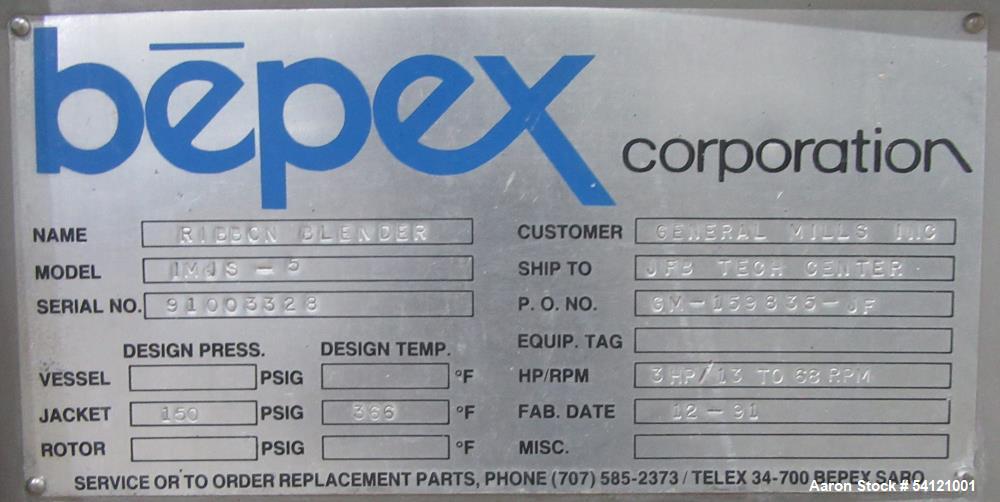 bēpex corporation
NAME RIBBON BLENDER
MODEL IMJS-5
SERIAL NO. 91003328
DESIGN PRESS. DESIGN TEMP.
VESSEL PSIG °F
JACKET 150 PSIG 366 °F
ROTOR PSIG °F
CUSTOMER GENERAL MILLS INC
SHIP TO JFB TECH CENTER
P.O. NO. GM-159835-JF
EQUIP. TAG
HP/RPM 3HP/13 TO 68 RPM
FAB. DATE 12-91
MISC.
SERVICE OR TO ORDER REPLACEMENT PARTS, PHONE (707) 585-2373 / TELEX 34-700 BEPEX SARO
Aaron Stock # 54121001